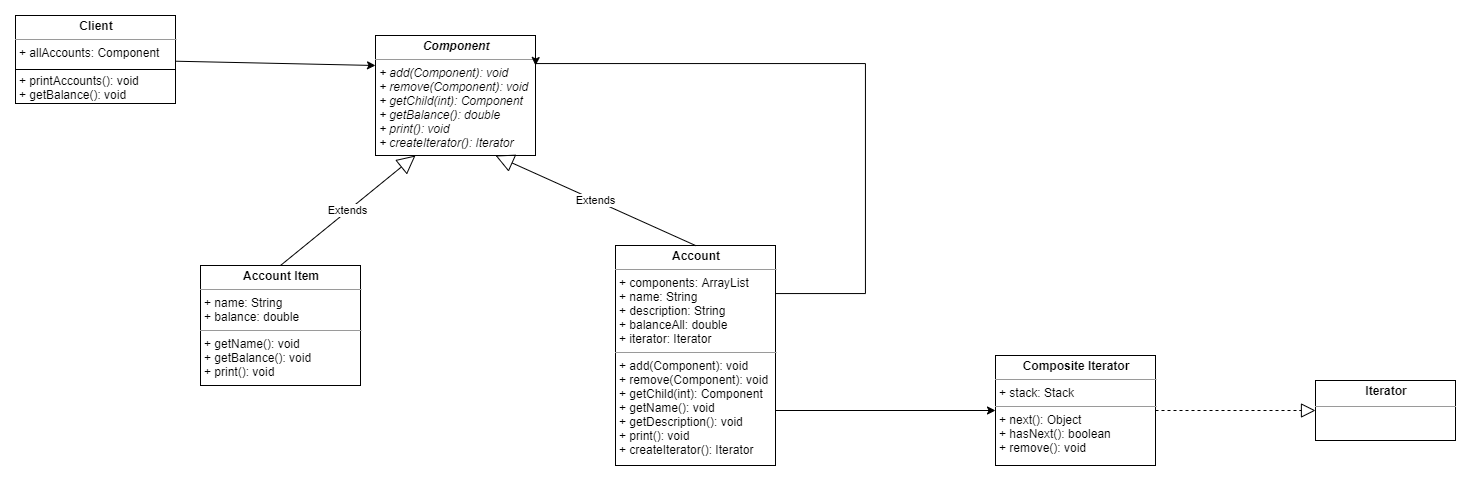 Client
+ allAccounts: Component
+ printAccounts(): void
+ getBalance(): void
Component
+ add(Component): void
+ remove(Component): void
+ getChild(int): Component
+ getBalance(): double
+ print(): void
+ createIterator(): Iterator
Extends
Extends
Account Item
+ name: String
+ balance: double
+ getName(): void
+ getBalance(): void
+ print(): void
Account
+ components: ArrayList
+ name: String
+ description: String
+ balanceAll: double
+ iterator: Iterator
+ add(Component): void
+ remove(Component): void
+ getChild(int): Component
+ getName(): void
+ getDescription(): void
+ print(): void
+ createIterator(): Iterator
Composite Iterator
+ stack: Stack
+ next(): Object
+ hasNext(): boolean
+ remove(): void
Iterator